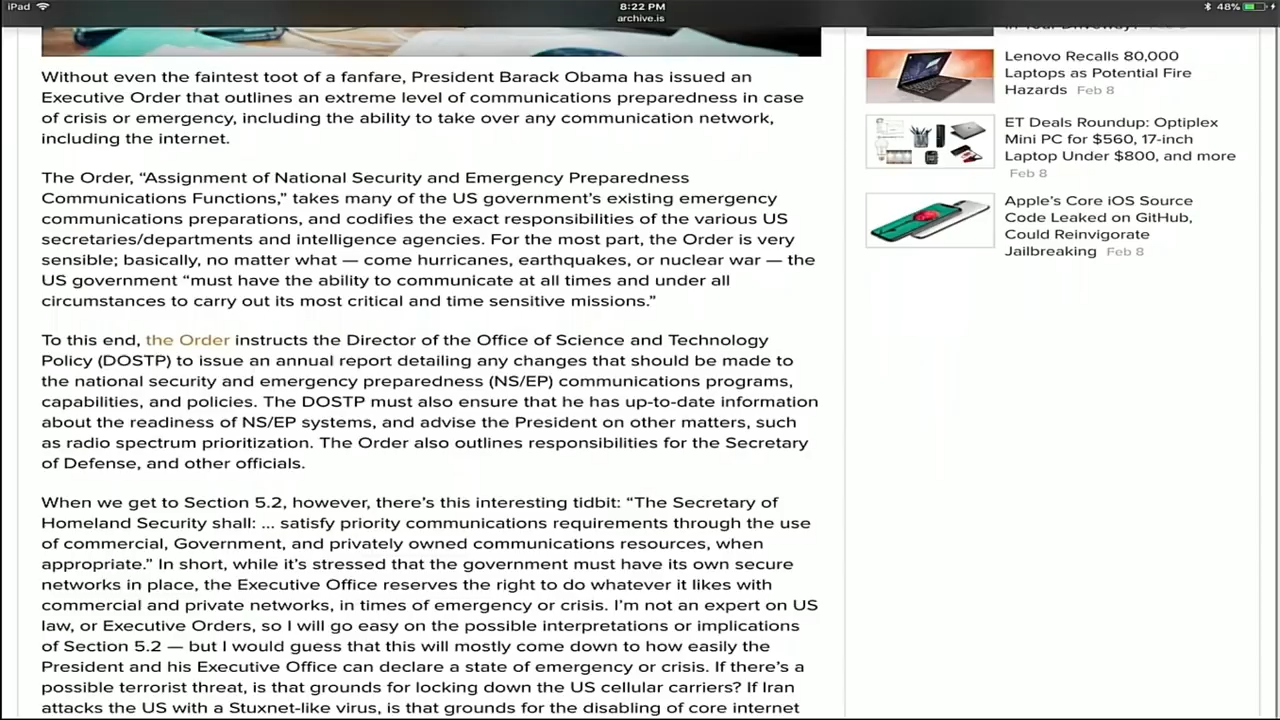 iPad
8:22 PM
48%
archive.is
Without even the faintest toot of a fanfare, President Barack Obama has issued an
Executive Order that outlines an extreme level of communications preparedness in case
of crisis or emergency, including the ability to take over any communication network,
including the internet.
The Order, “Assignment of National Security and Emergency Preparedness
Communications Functions,” takes many of the US government’s existing emergency
communications preparations, and codifies the exact responsibilities of the various US
secretaries/departments and intelligence agencies. For the most part, the Order is very
sensible; basically, no matter what — come hurricanes, earthquakes, or nuclear war — the
US government “must have the ability to communicate at all times and under all
circumstances to carry out its most critical and time sensitive missions.”
To this end, the Order instructs the Director of the Office of Science and Technology
Policy (DOSTP) to issue an annual report detailing any changes that should be made to
the national security and emergency preparedness (NS/EP) communications programs,
capabilities, and policies. The DOSTP must also ensure that he has up-to-date information
about the readiness of NS/EP systems, and advise the President on other matters, such
as radio spectrum prioritization. The Order also outlines responsibilities for the Secretary
of Defense, and other officials.
When we get to Section 5.2, however, there’s this interesting tidbit: “The Secretary of
Homeland Security shall: ... satisfy priority communications requirements through the use
of commercial, Government, and privately owned communications resources, when
appropriate.” In short, while it’s stressed that the government must have its own secure
networks in place, the Executive Office reserves the right to do whatever it likes with
commercial and private networks, in times of emergency or crisis. I’m not an expert on US
law, or Executive Orders, so I will go easy on the possible interpretations or implications
of Section 5.2 — but I would guess that this will mostly come down to how easily the
President and his Executive Office can declare a state of emergency or crisis. If there’s a
possible terrorist threat, is that grounds for locking down the US cellular carriers? If Iran
attacks the US with a Stuxnet-like virus, is that grounds for the disabling of core internet
Lenovo Recalls 80,000
Laptops as Potential Fire
Hazards Feb 8
ET Deals Roundup: Optiplex
Mini PC for $560, 17-inch
Laptop Under $800, and more
Feb 8
Apple’s Core iOS Source
Code Leaked on GitHub,
Could Reinvigorate
Jailbreaking Feb 8